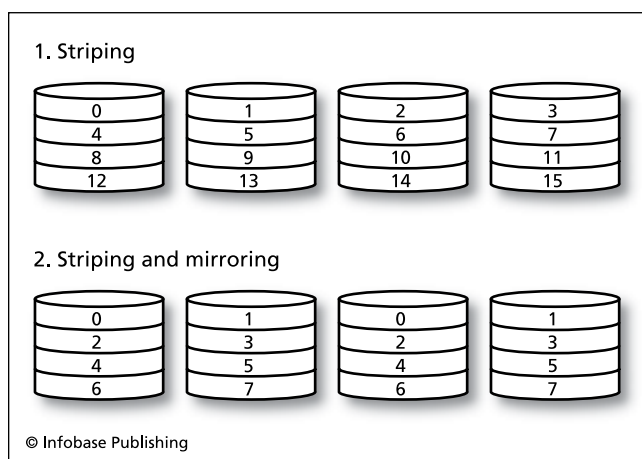 1. Striping
0 1 2 3
4 5 6 7
8 9 10 11
12 13 14 15
2. Striping and mirroring
0 1 0 1
2 3 2 3
4 5 4 5
6 7 6 7
© Infobase Publishing